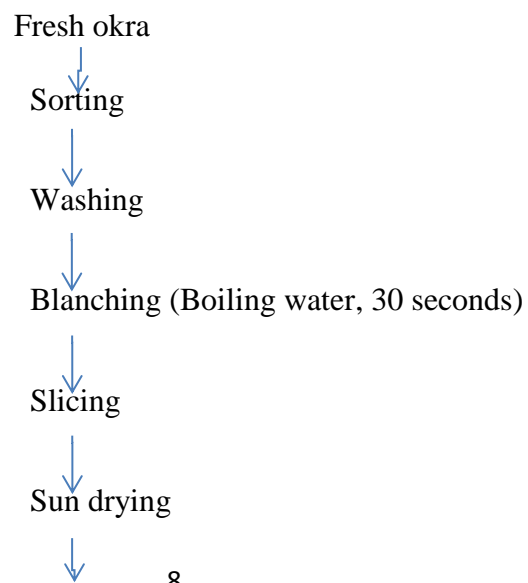 Fresh okra
Sorting
Washing
Blanching (Boiling water, 30 seconds)
Slicing
Sun drying
8